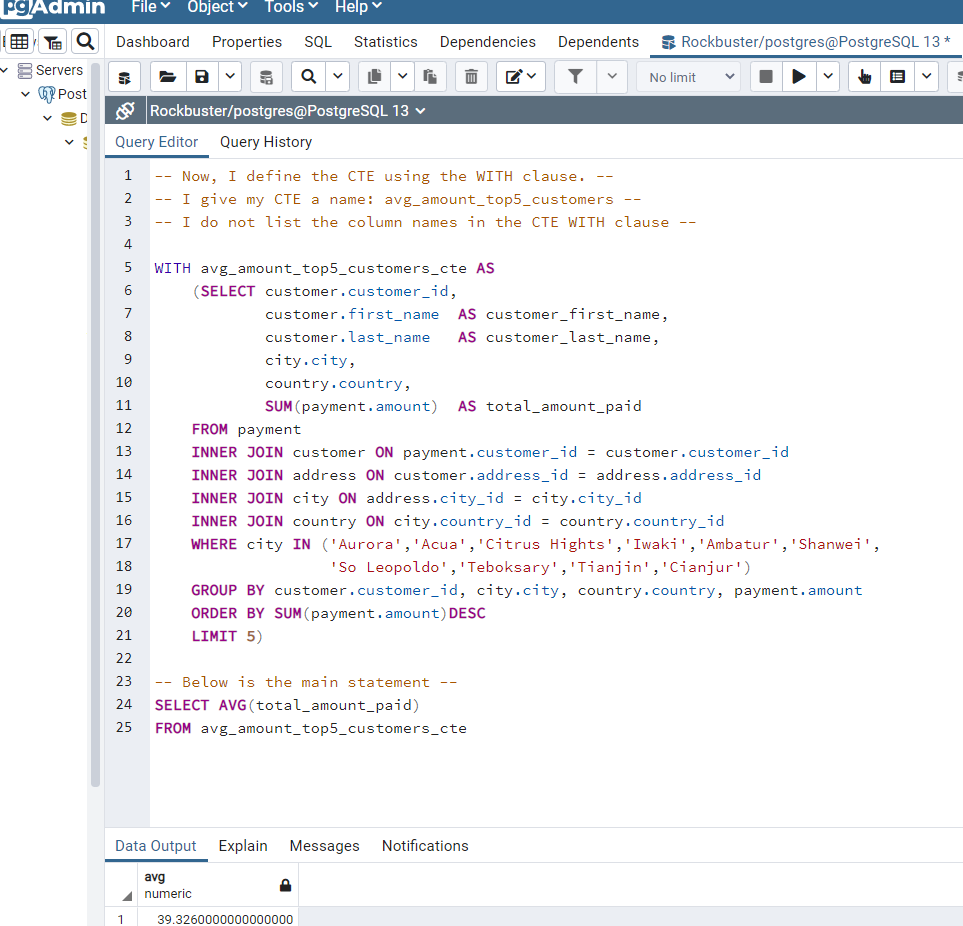 pgAdmin File Object Tools Help
Dashboard Properties SQL Statistics Dependencies Dependents Rockbuster/postgres@PostgreSQL 13 *
Servers
Post
No limit
Rockbuster/postgres@PostgreSQL 13
Query Editor Query History
1 -- Now, I define the CTE using the WITH clause. --
2 -- I give my CTE a name: avg_amount_top5_customers --
3 -- I do not list the column names in the CTE WITH clause --
4
5 WITH avg_amount_top5_customers_cte AS
6 (SELECT customer.customer_id,
7 customer.first_name AS customer_first_name,
8 customer.last_name AS customer_last_name,
9 city.city,
10 country.country,
11 SUM(payment.amount) AS total_amount_paid
12 FROM payment
13 INNER JOIN customer ON payment.customer_id = customer.customer_id
14 INNER JOIN address ON customer.address_id = address.address_id
15 INNER JOIN city ON address.city_id = city.city_id
16 INNER JOIN country ON city.country_id = country.country_id
17 WHERE city IN ('Aurora','Acua','Citrus Hights','Iwaki','Ambatur','Shanwei',
18 'So Leopoldo','Teboksary','Tianjin','Cianjur')
19 GROUP BY customer.customer_id, city.city, country.country, payment.amount
20 ORDER BY SUM(payment.amount)DESC
21 LIMIT 5)
22
23 -- Below is the main statement --
24 SELECT AVG(total_amount_paid)
25 FROM avg_amount_top5_customers_cte
Data Output Explain Messages Notifications
avg
numeric
1 39.3260000000000000